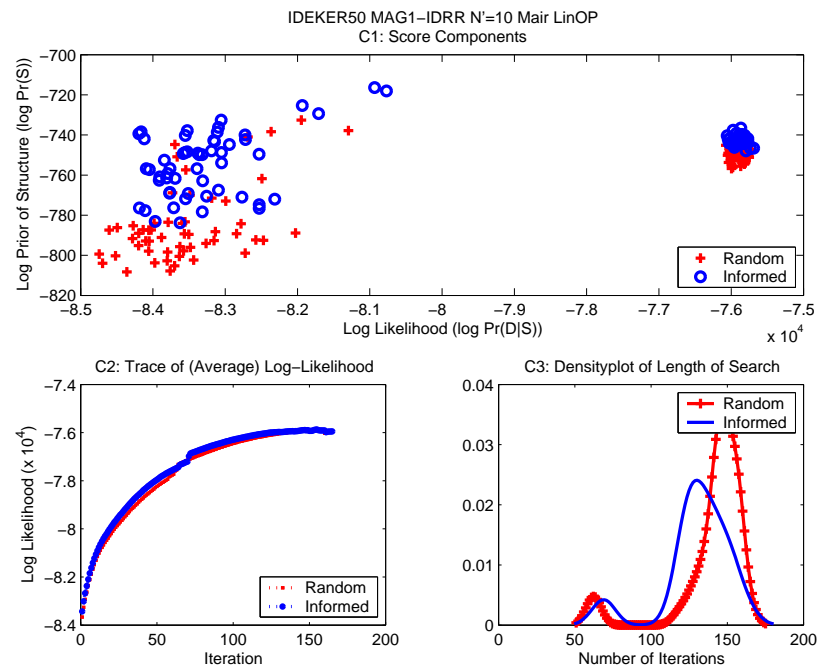 IDEKER50 MAG1−IDRR N'=10 Mair LinOP
C1: Score Components
Log Prior of Structure (log Pr(S))
−700
−720
−740
−760
−780
−800
−820
−8.5
−8.4
−8.3
−8.2
−8.1
−8
−7.9
−7.8
−7.7
−7.6
−7.5
Log Likelihood (log Pr(D|S))
x 10^4
Random
Informed
C2: Trace of (Average) Log−Likelihood
Log Likelihood (x 10^4)
−7.4
−7.6
−7.8
−8
−8.2
−8.4
0
50
100
150
200
Iteration
Random
Informed
C3: Densityplot of Length of Search
Random
Informed
0.04
0.03
0.02
0.01
0
0
50
100
150
200
Number of Iterations